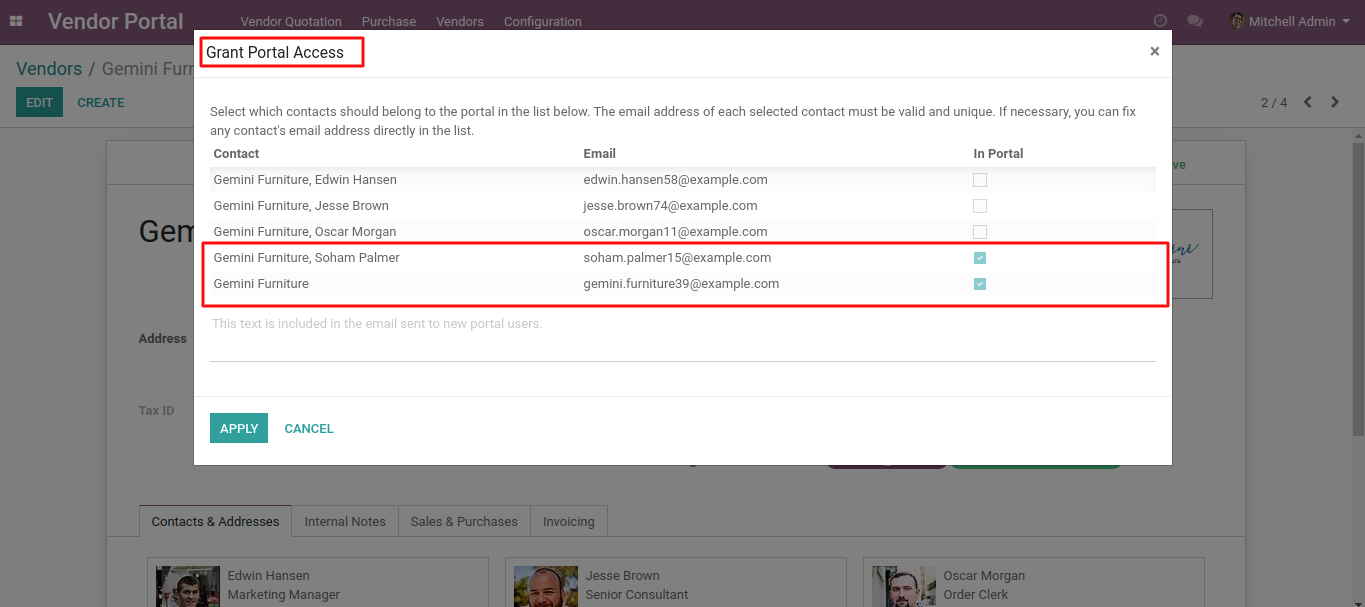 Vendor Portal
Vendor Quotation Purchase Vendors Configuration
Mitchell Admin
Grant Portal Access
×
Vendors / Gemini Furn
EDIT CREATE
2 / 4
Select which contacts should belong to the portal in the list below. The email address of each selected contact must be valid and unique. If necessary, you can fix
any contact's email address directly in the list.
Contact Email In Portal
Gemini Furniture, Edwin Hansen edwin.hansen58@example.com
Gemini Furniture, Jesse Brown jesse.brown74@example.com
Gemini Furniture, Oscar Morgan oscar.morgan11@example.com
Gemini Furniture, Soham Palmer soham.palmer15@example.com
Gemini Furniture gemini.furniture39@example.com
This text is included in the email sent to new portal users.
Gem
Address
Tax ID
APPLY CANCEL
Contacts & Addresses Internal Notes Sales & Purchases Invoicing
Edwin Hansen
Marketing Manager
Jesse Brown
Senior Consultant
Oscar Morgan
Order Clerk